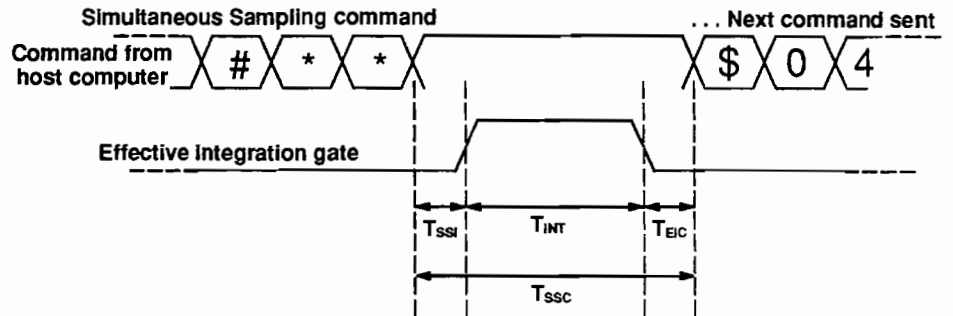 Simultaneous Sampling command
... Next command sent
Command from
host computer
# * * $ 0 4
Effective Integration gate
TSSI TINT TEIC
TSSC